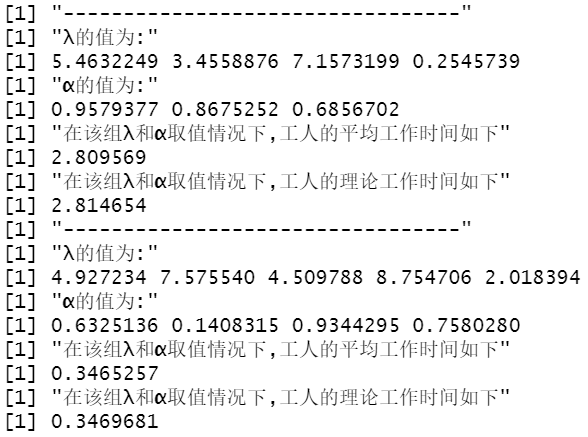 [1] "---------------------------------"
[1] "λ的值为:"
[1] 5.4632249 3.4558876 7.1573199 0.2545739
[1] "α的值为:"
[1] 0.9579377 0.8675252 0.6856702
[1] "在该组λ和α取值情况下,工人的平均工作时间如下"
[1] 2.809569
[1] "在该组λ和α取值情况下,工人的理论工作时间如下"
[1] 2.814654
[1] "---------------------------------"
[1] "λ的值为:"
[1] 4.927234 7.575540 4.509788 8.754706 2.018394
[1] "α的值为:"
[1] 0.6325136 0.1408315 0.9344295 0.7580280
[1] "在该组λ和α取值情况下,工人的平均工作时间如下"
[1] 0.3465257
[1] "在该组λ和α取值情况下,工人的理论工作时间如下"
[1] 0.3469681